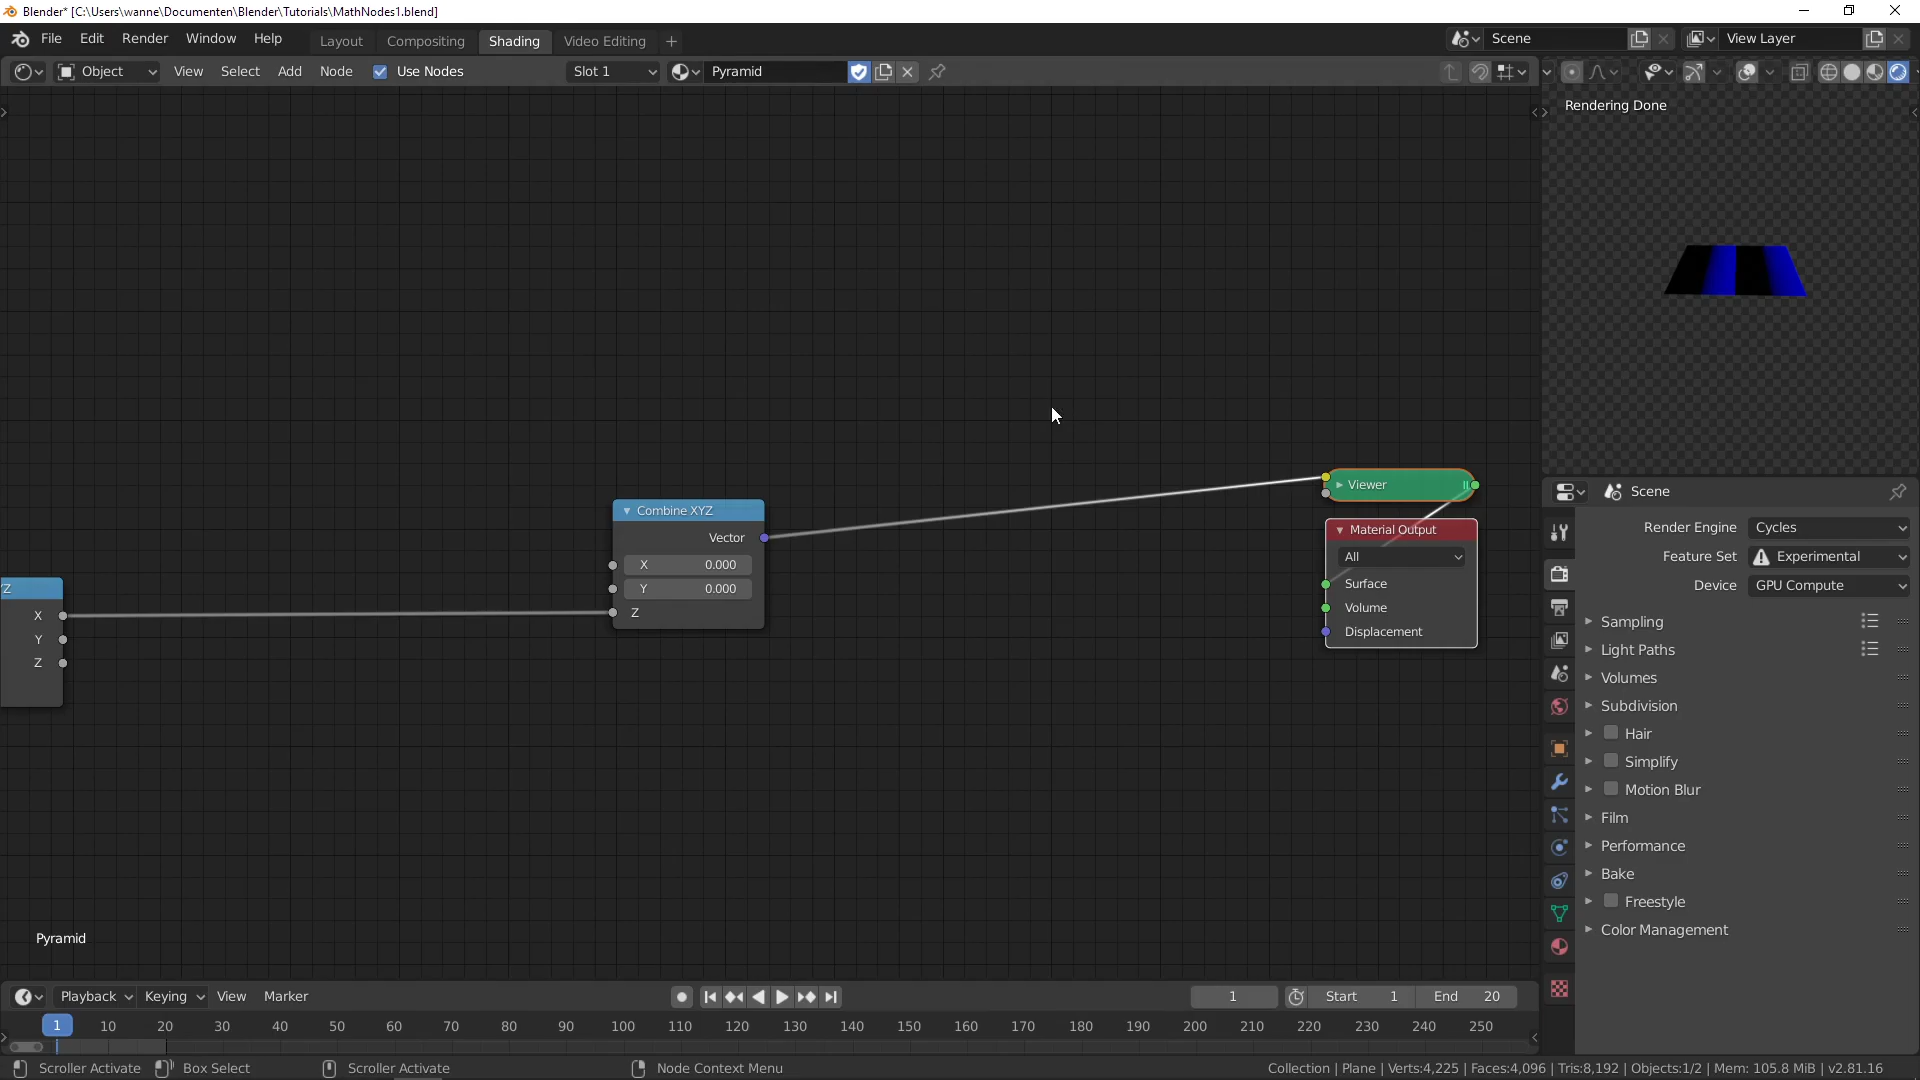 Blender* [C:\Users\wanne\Documenten\Blender\Tutorials\MathNodes1.blend]
File Edit Render Window Help
Layout Compositing Shading Video Editing +
Scene
View Layer
Object
View Select Add Node Use Nodes
Slot 1
Pyramid
Rendering Done
Combine XYZ
Vector
X 0.000
Y 0.000
Z
YZ
X
Y
Z
Viewer
Material Output
All
Surface
Volume
Displacement
Scene
Render Engine Cycles
Feature Set Experimental
Device GPU Compute
Sampling
Light Paths
Volumes
Subdivision
Hair
Simplify
Motion Blur
Film
Performance
Bake
Freestyle
Color Management
Pyramid
Playback Keying View Marker
1
Start 1
End 20
1 10 20 30 40 50 60 70 80 90 100 110 120 130 140 150 160 170 180 190 200 210 220 230 240 250
Scroller Activate Box Select Scroller Activate Node Context Menu
Collection | Plane | Verts:4,225 | Faces:4,096 | Tris:8,192 | Objects:1/2 | Mem: 105.8 MiB | v2.81.16